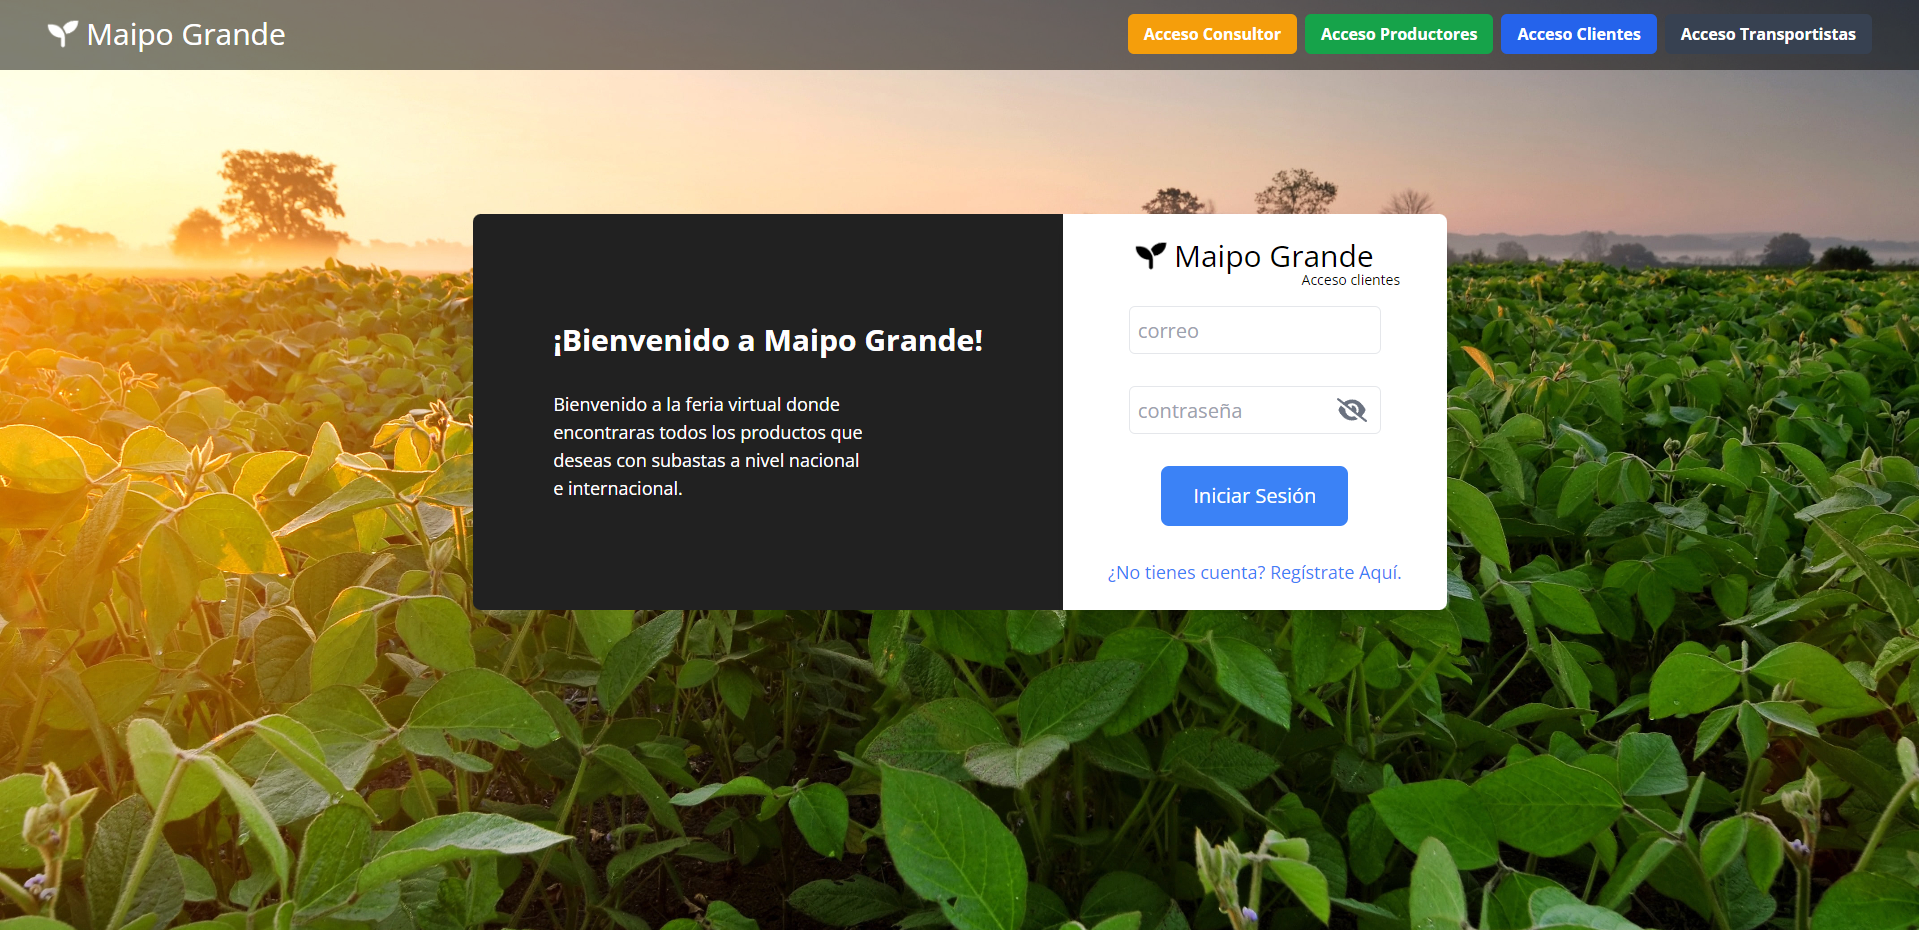 Maipo Grande
Acceso Consultor
Acceso Productores
Acceso Clientes
Acceso Transportistas
¡Bienvenido a Maipo Grande!
Bienvenido a la feria virtual donde
encontraras todos los productos que
deseas con subastas a nivel nacional
e internacional.
Maipo Grande
Acceso clientes
correo
contraseña
Iniciar Sesión
¿No tienes cuenta? Regístrate Aquí.